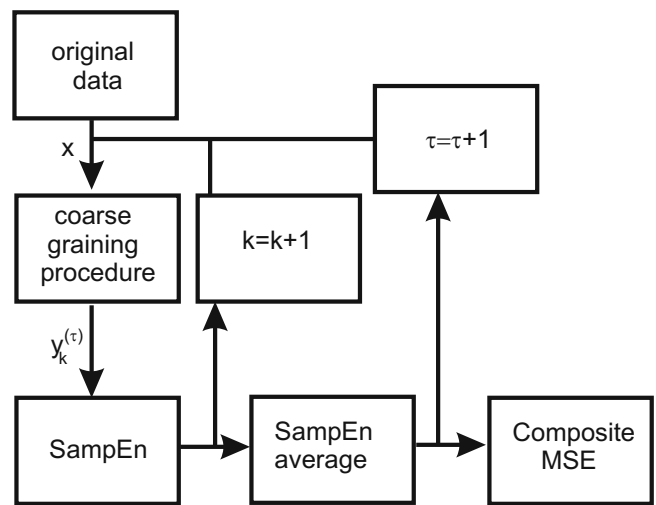 original
data
τ=τ+1
x
coarse
graining
procedure
k=k+1
y_k^(τ)
SampEn
SampEn
average
Composite
MSE